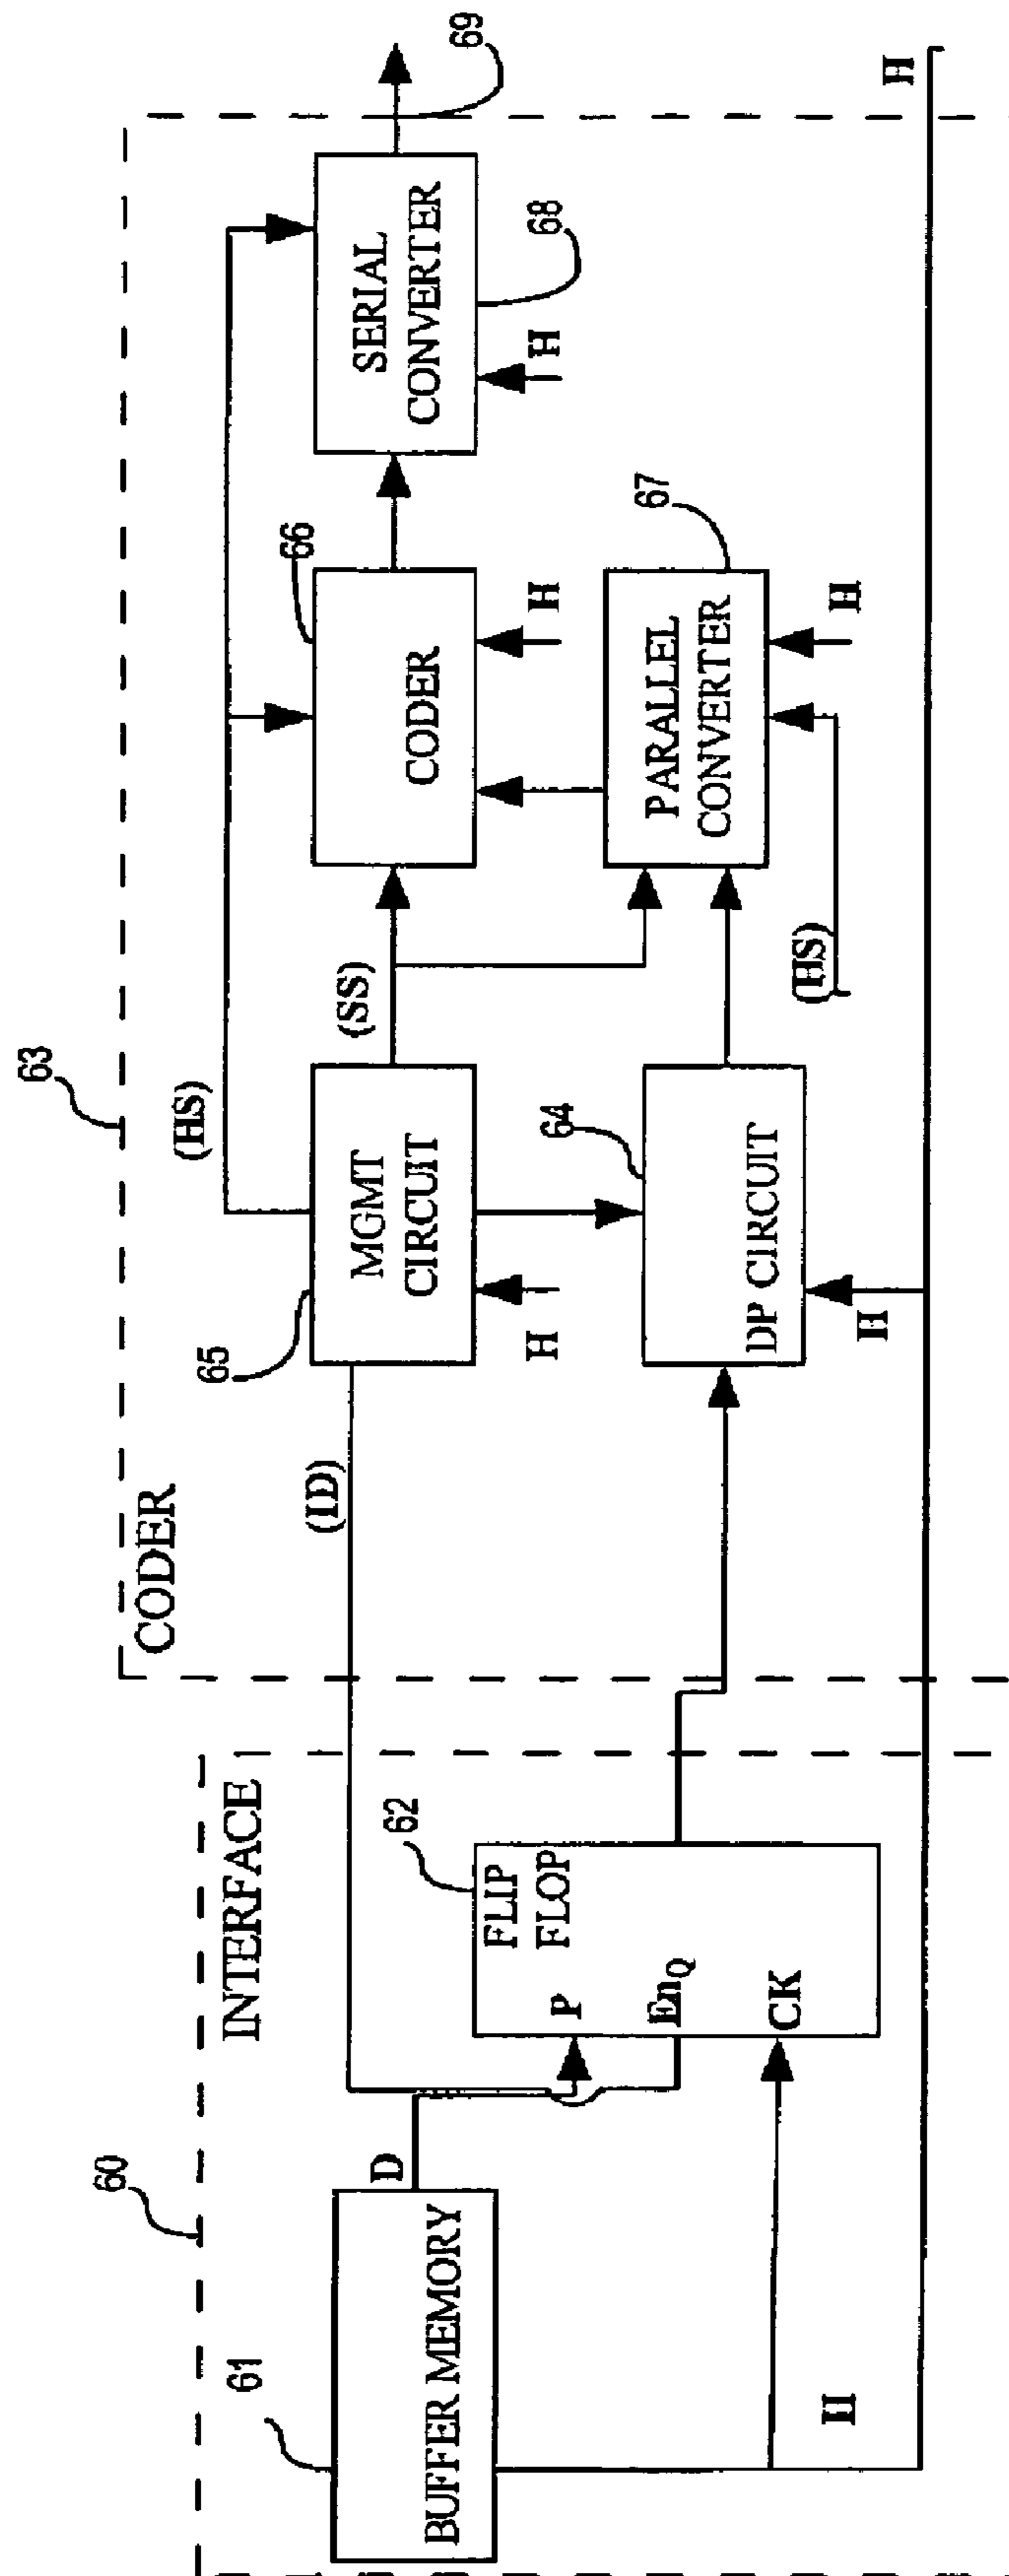 60
INTERFACE
61
BUFFER MEMORY
D
H
62
FLIP
FLOP
P
EnQ
CK
63
CODER
(ID)
(HS)
65
MGMT
CIRCUIT
H
(SS)
64
DP CIRCUIT
H
66
CODER
H
67
PARALLEL
CONVERTER
(HS)
H
SERIAL
CONVERTER
68
H
69
H